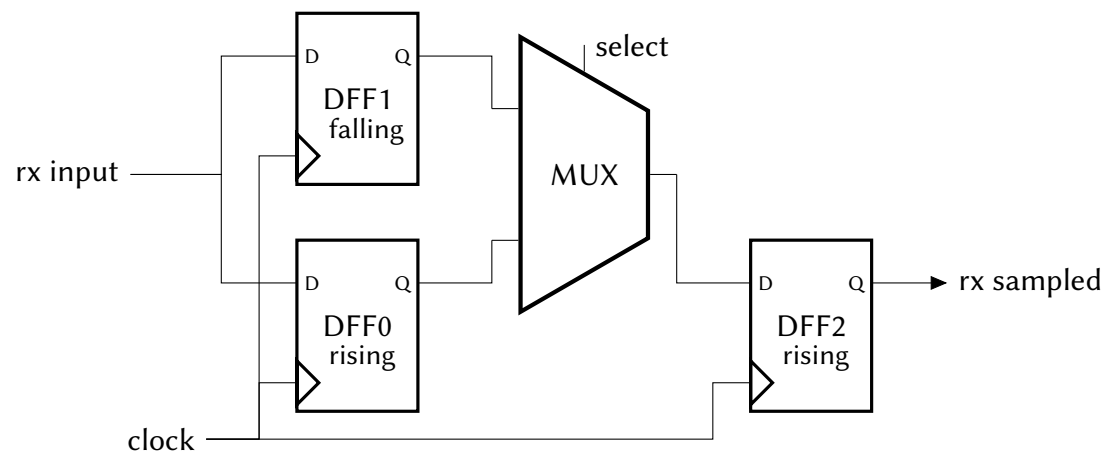 select
D
Q
DFF1
falling
rx input
MUX
D
Q
DFF0
rising
D
Q
rx sampled
DFF2
rising
clock